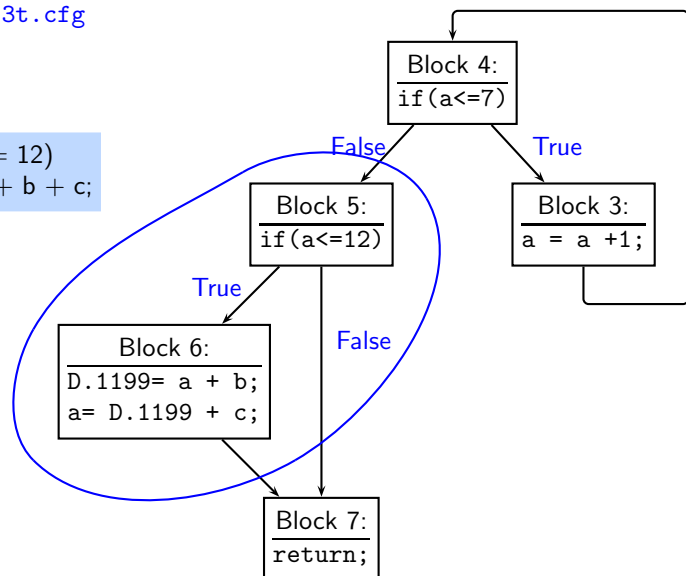 3t.cfg
Block 4:
if(a<=7)
= 12)
+ b + c;
False
True
Block 5:
if(a<=12)
Block 3:
a = a +1;
True
False
Block 6:
D.1199= a + b;
a= D.1199 + c;
Block 7:
return;